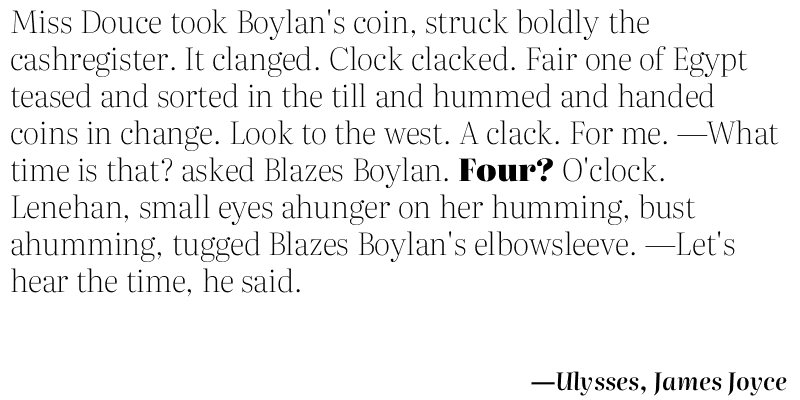 Miss Douce took Boylan's coin, struck boldly the
cashregister. It clanged. Clock clacked. Fair one of Egypt
teased and sorted in the till and hummed and handed
coins in change. Look to the west. A clack. For me. —What
time is that? asked Blazes Boylan. Four? O'clock.
Lenehan, small eyes ahunger on her humming, bust
ahumming, tugged Blazes Boylan's elbowsleeve. —Let's
hear the time, he said.
—Ulysses, James Joyce